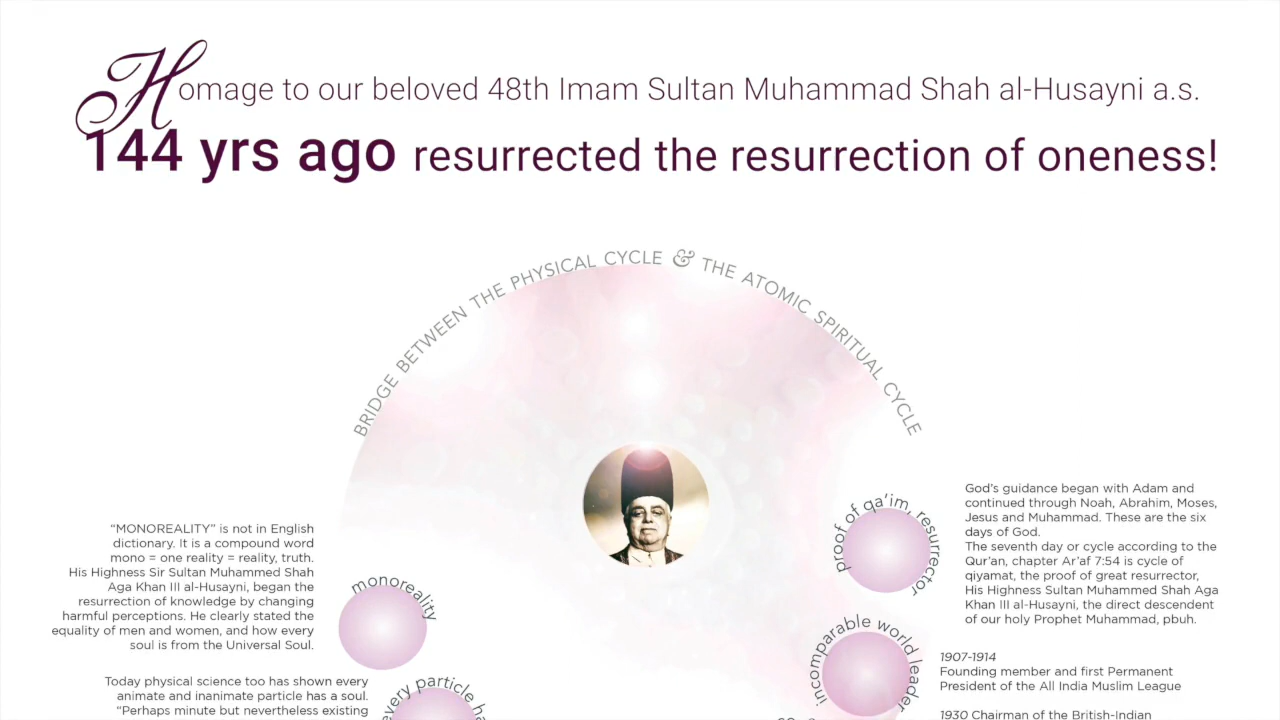 Homage to our beloved 48th Imam Sultan Muhammad Shah al-Husayni a.s.
144 yrs ago resurrected the resurrection of oneness!
BRIDGE BETWEEN THE PHYSICAL CYCLE & THE ATOMIC SPIRITUAL CYCLE
“MONOREALITY” is not in English
dictionary. It is a compound word
mono = one reality = reality, truth.
His Highness Sir Sultan Muhammed Shah
Aga Khan III al-Husayni, began the
resurrection of knowledge by changing
harmful perceptions. He clearly stated the
equality of men and women, and how every
soul is from the Universal Soul.
monoreality
Today physical science too has shown every
animate and inanimate particle has a soul.
“Perhaps minute but nevertheless existing
every particle ha
proof of qa’im, resurrector
God’s guidance began with Adam and
continued through Noah, Abrahim, Moses,
Jesus and Muhammad. These are the six
days of God.
The seventh day or cycle according to the
Qur’an, chapter Ar’af 7:54 is cycle of
qiyamat, the proof of great resurrector,
His Highness Sultan Muhammed Shah Aga
Khan III al-Husayni, the direct descendent
of our holy Prophet Muhammad, pbuh.
incomparable world leader
1907-1914
Founding member and first Permanent
President of the All India Muslim League
1930 Chairman of the British-Indian